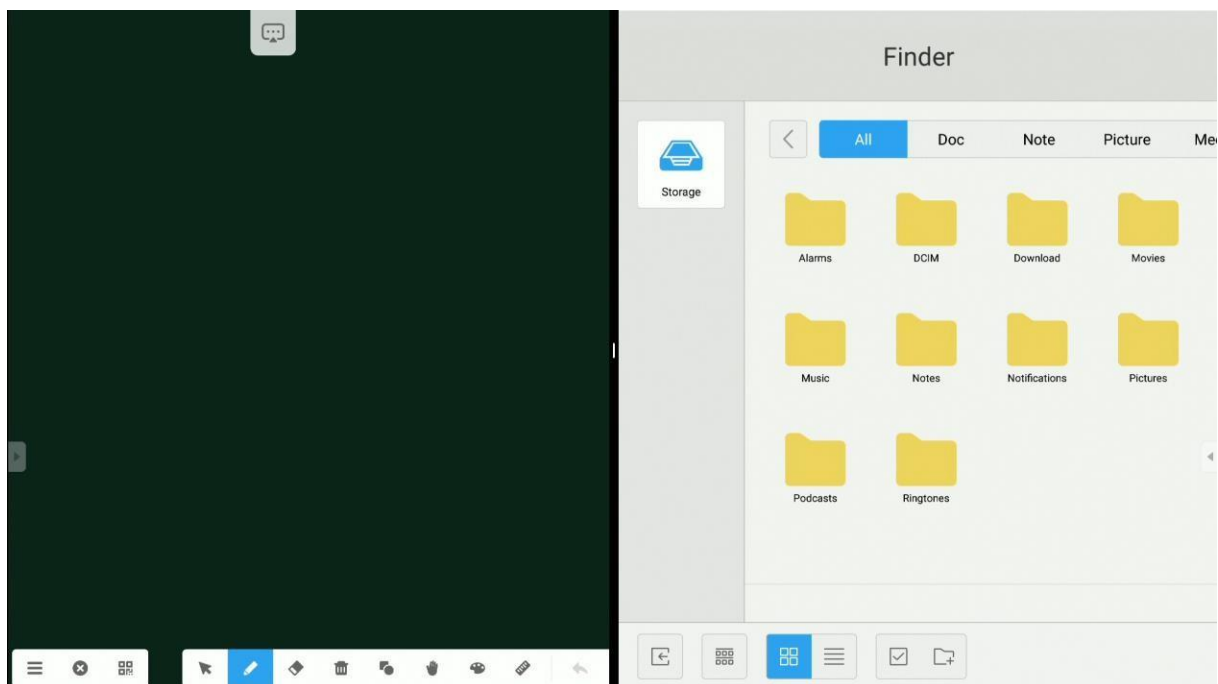 Finder
All Doc Note Picture
Storage
Alarms DCIM Download Movies
Music Notes Notifications Pictures
Podcasts Ringtones